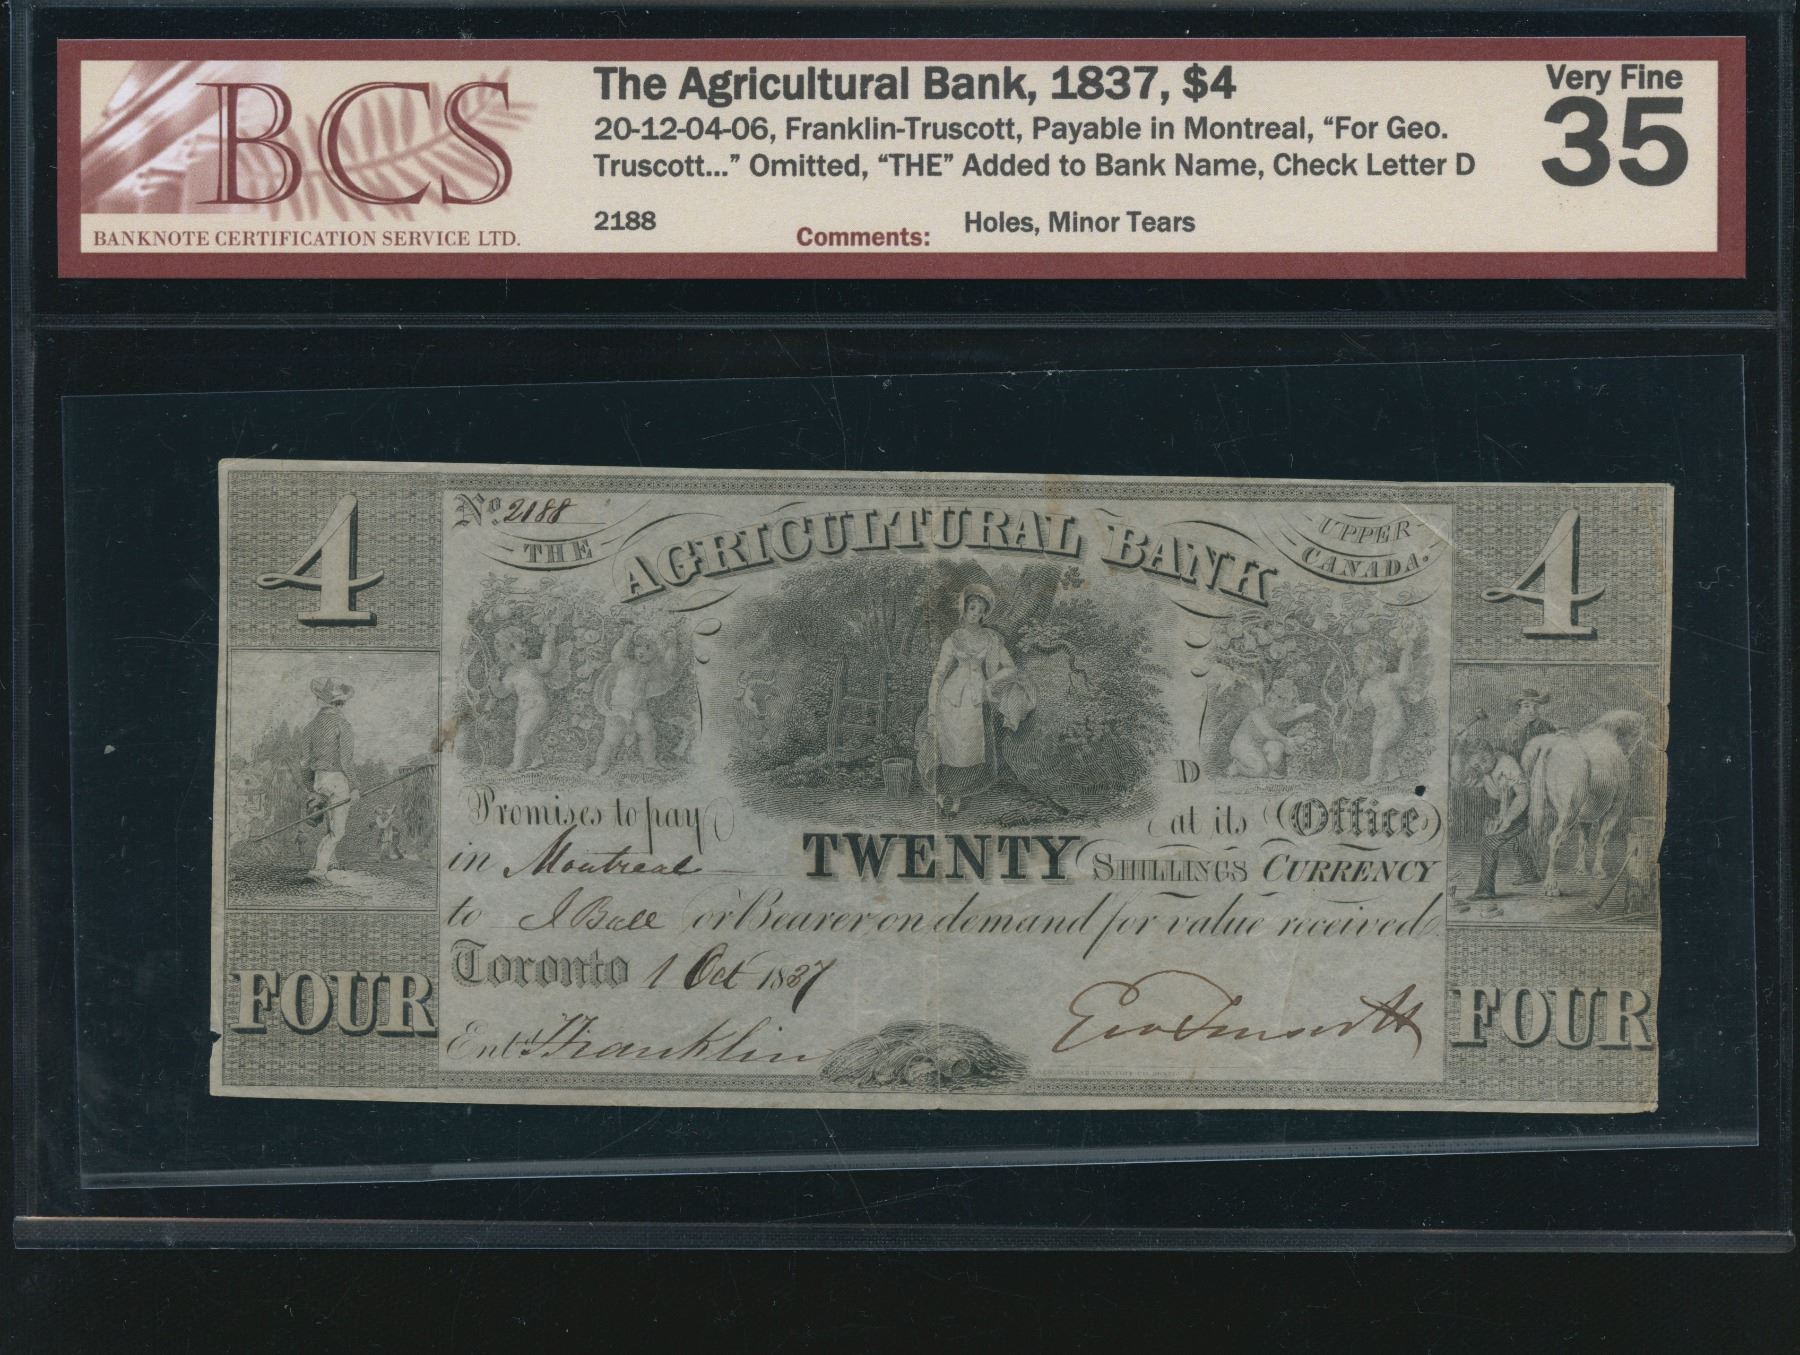 BCS
BANKNOTE CERTIFICATION SERVICE LTD.
The Agricultural Bank, 1837, $4
20-12-04-06, Franklin-Truscott, Payable in Montreal, “For Geo.
Truscott...” Omitted, “THE” Added to Bank Name, Check Letter D
2188
Comments: Holes, Minor Tears
Very Fine
35
4
4
No. 2188
THE AGRICULTURAL BANK
UPPER
CANADA.
D
Promises to pay at its Office
in Montreal TWENTY SHILLINGS CURRENCY
to J Ball or Bearer, on demand for value received
Toronto 1 Oct 1837
FOUR
Entd Franklin
Geo Truscott
FOUR